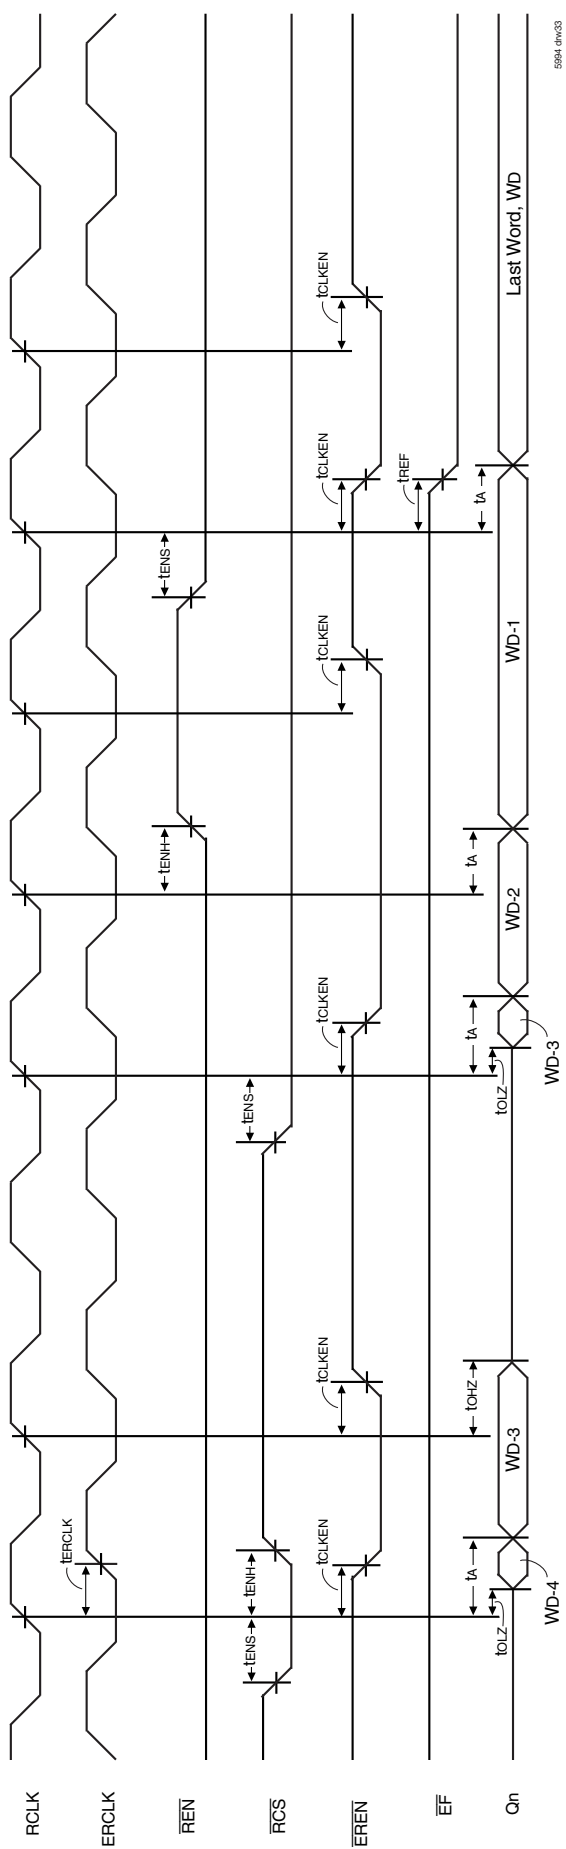 RCLK
tERCLK
ERCLK
tENH tENS
REN
tENS tENH tENS
RCS
tCLKEN tCLKEN tCLKEN tCLKEN tCLKEN tCLKEN
EREN
tREF
EF
tA tOHZ tA tA tA
Qn WD-3 WD-2 WD-1 Last Word, WD
tOLZ tOLZ
WD-4 WD-3
5994 drw33